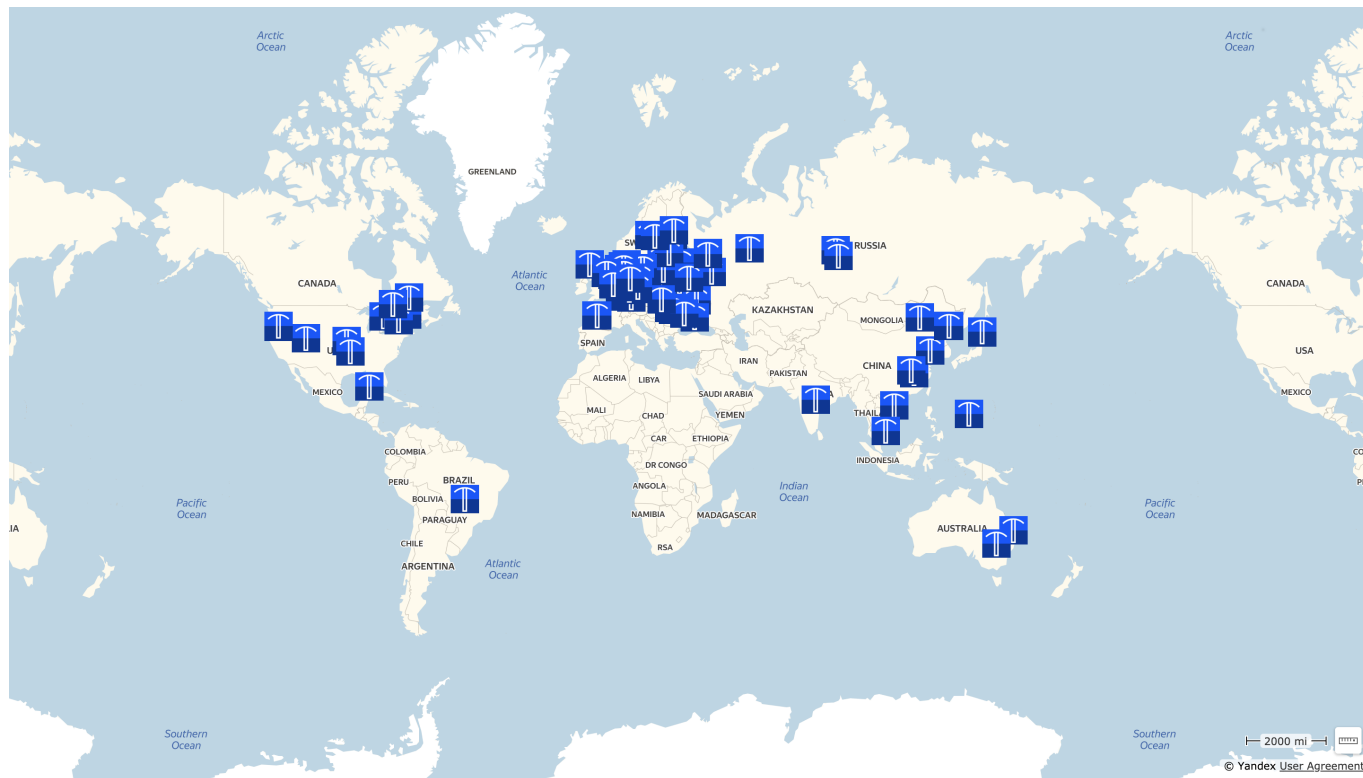 Arctic
Ocean
Arctic
Ocean
GREENLAND
SW
RUSSIA
Atlantic
Ocean
CANADA
CANADA
KAZAKHSTAN
MONGOLIA
U
USA
SPAIN
IRAN
CHINA
PAKISTAN
ALGERIA
LIBYA
MEXICO
SAUDI ARABIA
A
MEXICO
MALI
CHAD
YEMEN
THAIL
CAR
ETHIOPIA
COLOMBIA
CO
INDONESIA
DR CONGO
PERU
BRAZIL
P
ANGOLA
BOLIVIA
Indian
Ocean
Pacific
Ocean
Pacific
Ocean
NAMIBIA
MADAGASCAR
PARAGUAY
LIA
AUSTRALIA
CHILE
RSA
ARGENTINA
Atlantic
Ocean
Southern
Ocean
Southern
Ocean
2000 mi
© Yandex User Agreement